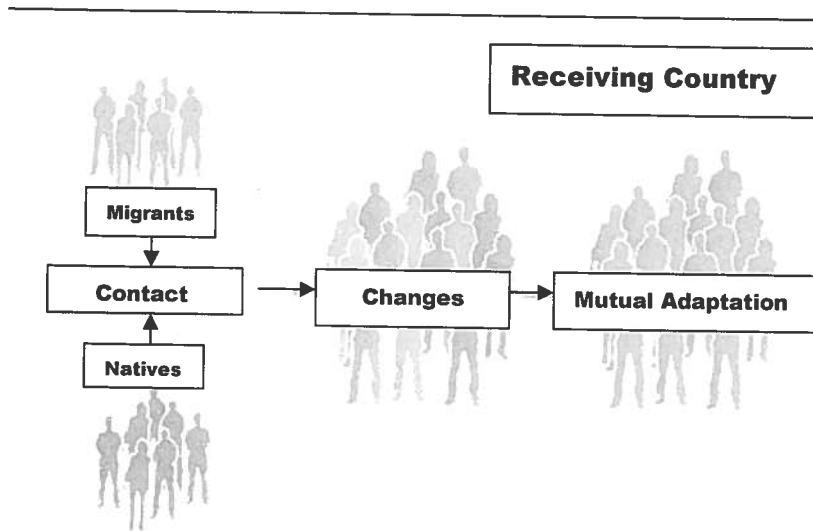 Receiving Country
Migrants
Contact
Changes
Mutual Adaptation
Natives